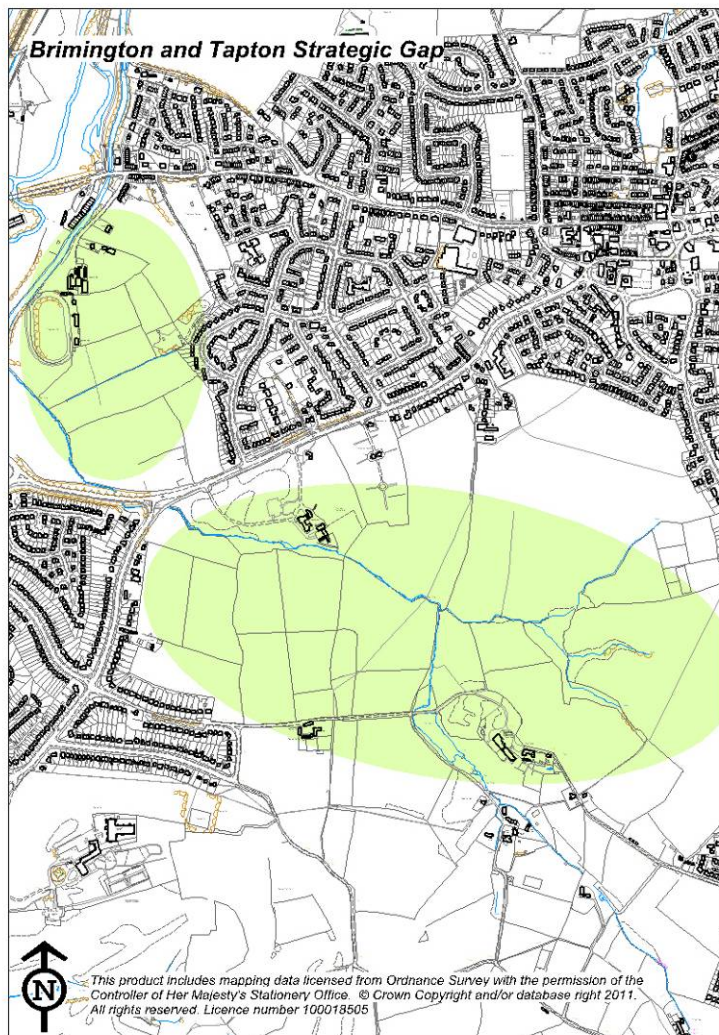 Brimington and Tapton Strategic Gap
N
This product includes mapping data licensed from Ordnance Survey with the permission of the
Controller of Her Majesty's Stationery Office. © Crown Copyright and/or database right 2011.
All rights reserved. Licence number 100018505